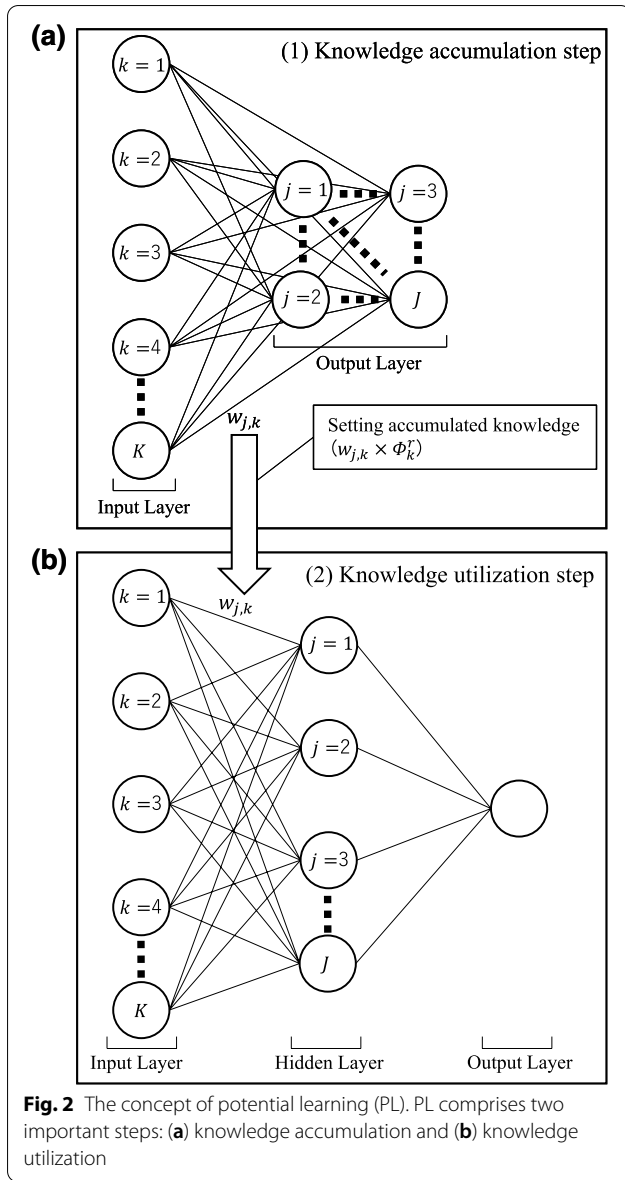 (a)
(1) Knowledge accumulation step
k = 1
k =2
k =3
k =4
K
j = 1
j =2
j =3
J
Output Layer
Input Layer
w_{j,k}
Setting accumulated knowledge
(w_{j,k} × Φ_k^r)
(b)
(2) Knowledge utilization step
w_{j,k}
k = 1
k =2
k =3
k =4
K
j = 1
j =2
j =3
J
Input Layer
Hidden Layer
Output Layer
Fig. 2 The concept of potential learning (PL). PL comprises two
important steps: (a) knowledge accumulation and (b) knowledge
utilization